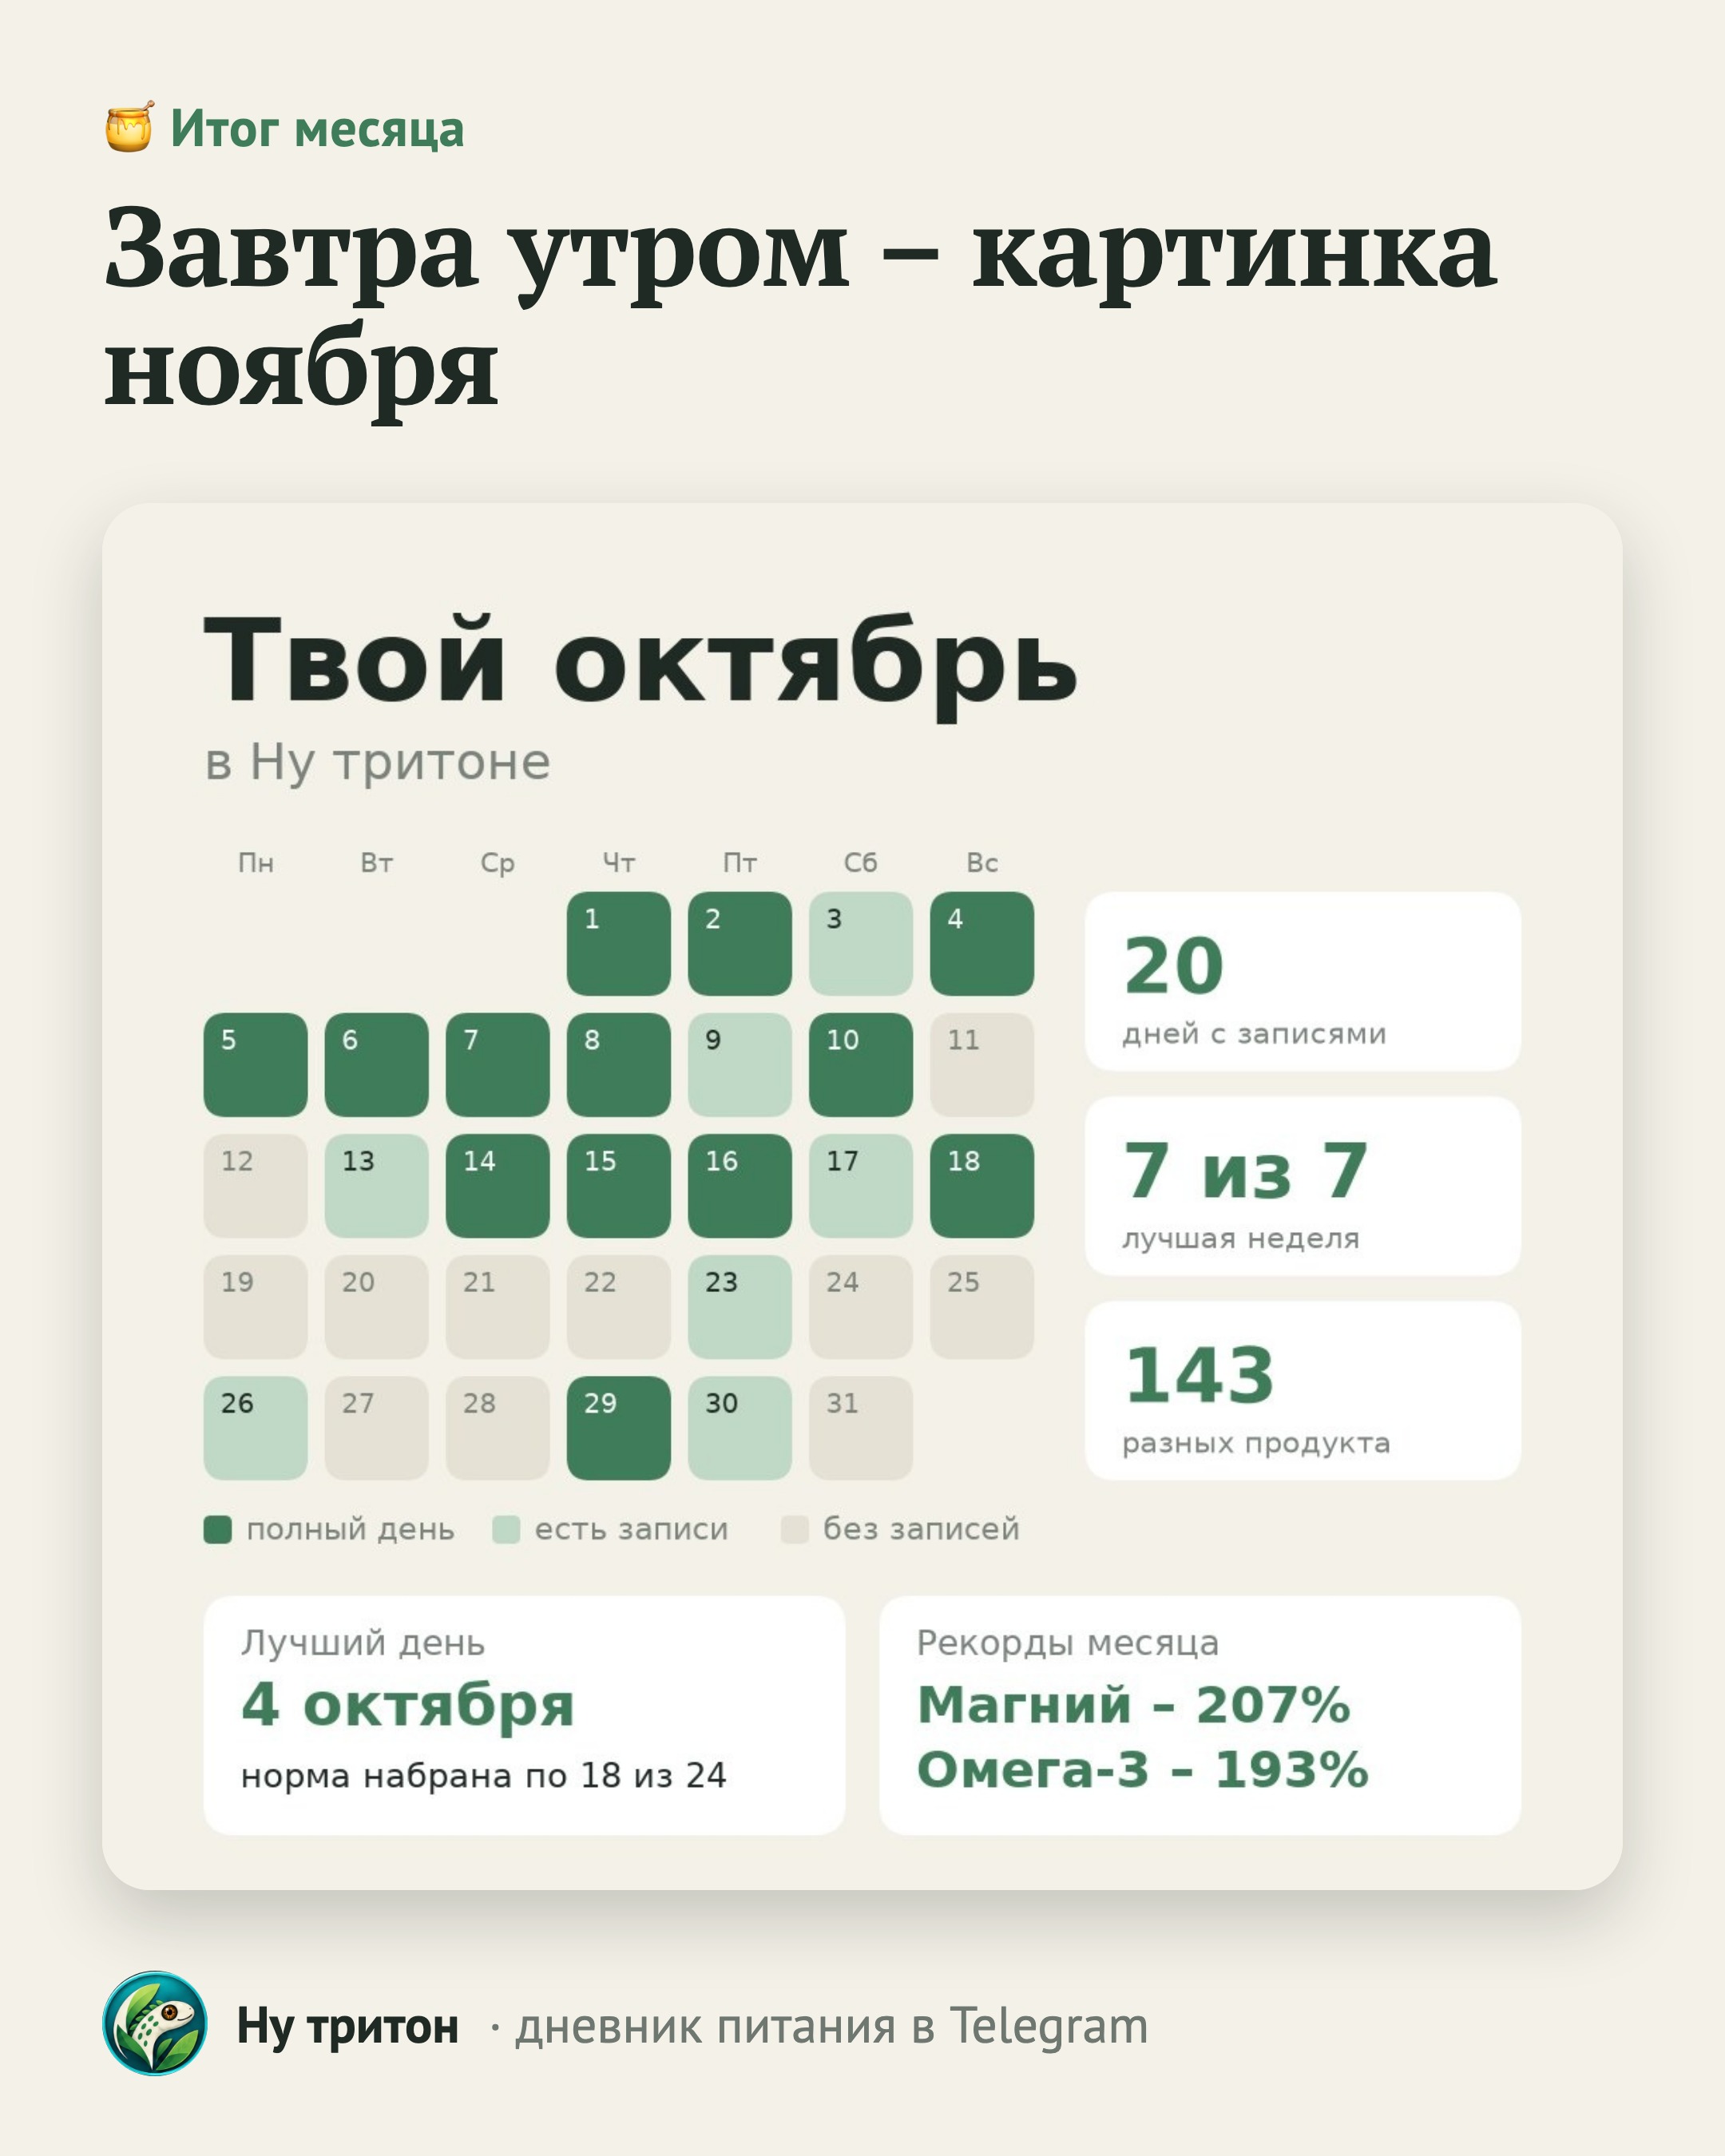 Итог месяца
Завтра утром – картинка
ноября
Твой октябрь
в Ну тритоне
Пн Вт Ср Чт Пт Сб Вс
1 2 3 4
5 6 7 8 9 10 11
12 13 14 15 16 17 18
19 20 21 22 23 24 25
26 27 28 29 30 31
полный день есть записи без записей
20
дней с записями
7 из 7
лучшая неделя
143
разных продукта
Лучший день
4 октября
норма набрана по 18 из 24
Рекорды месяца
Магний – 207%
Омега-3 – 193%
Ну тритон · дневник питания в Telegram